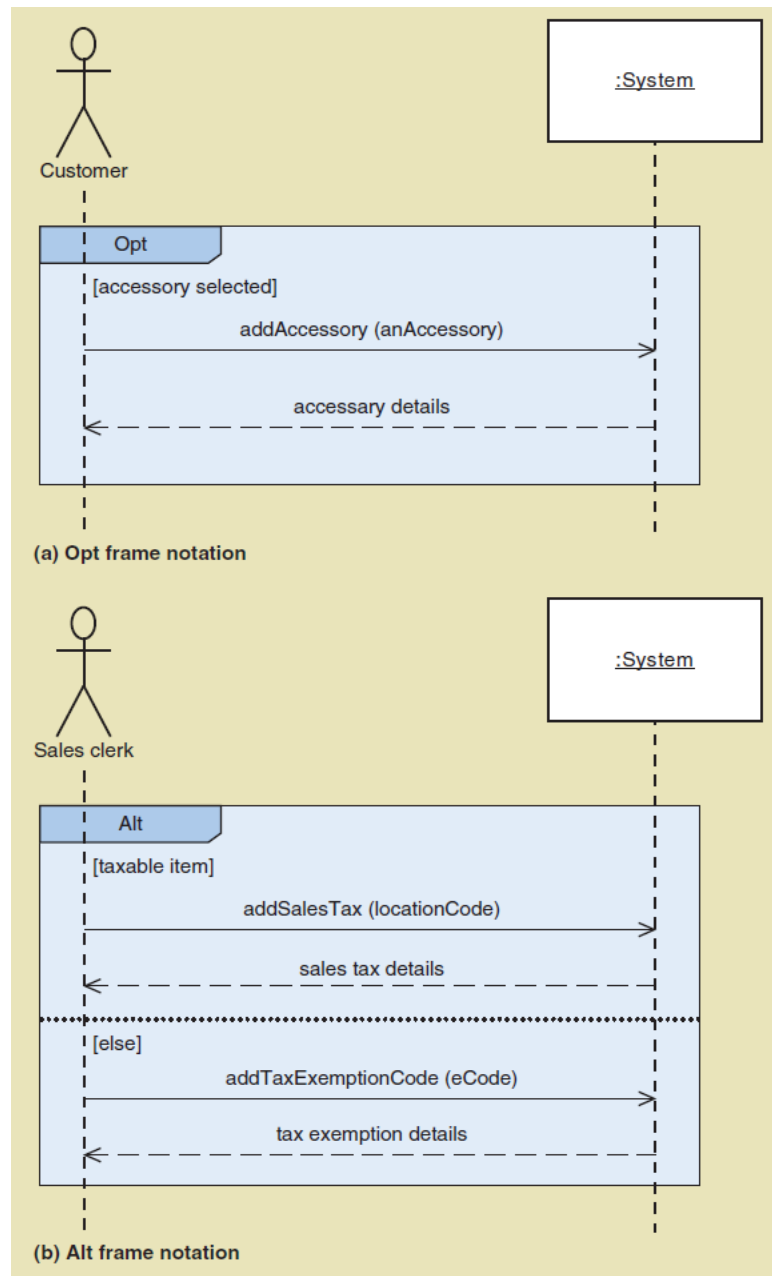 :System
Customer
Opt
[accessory selected]
addAccessory (anAccessory)
accessary details
(a) Opt frame notation
:System
Sales clerk
Alt
[taxable item]
addSalesTax (locationCode)
sales tax details
[else]
addTaxExemptionCode (eCode)
tax exemption details
(b) Alt frame notation